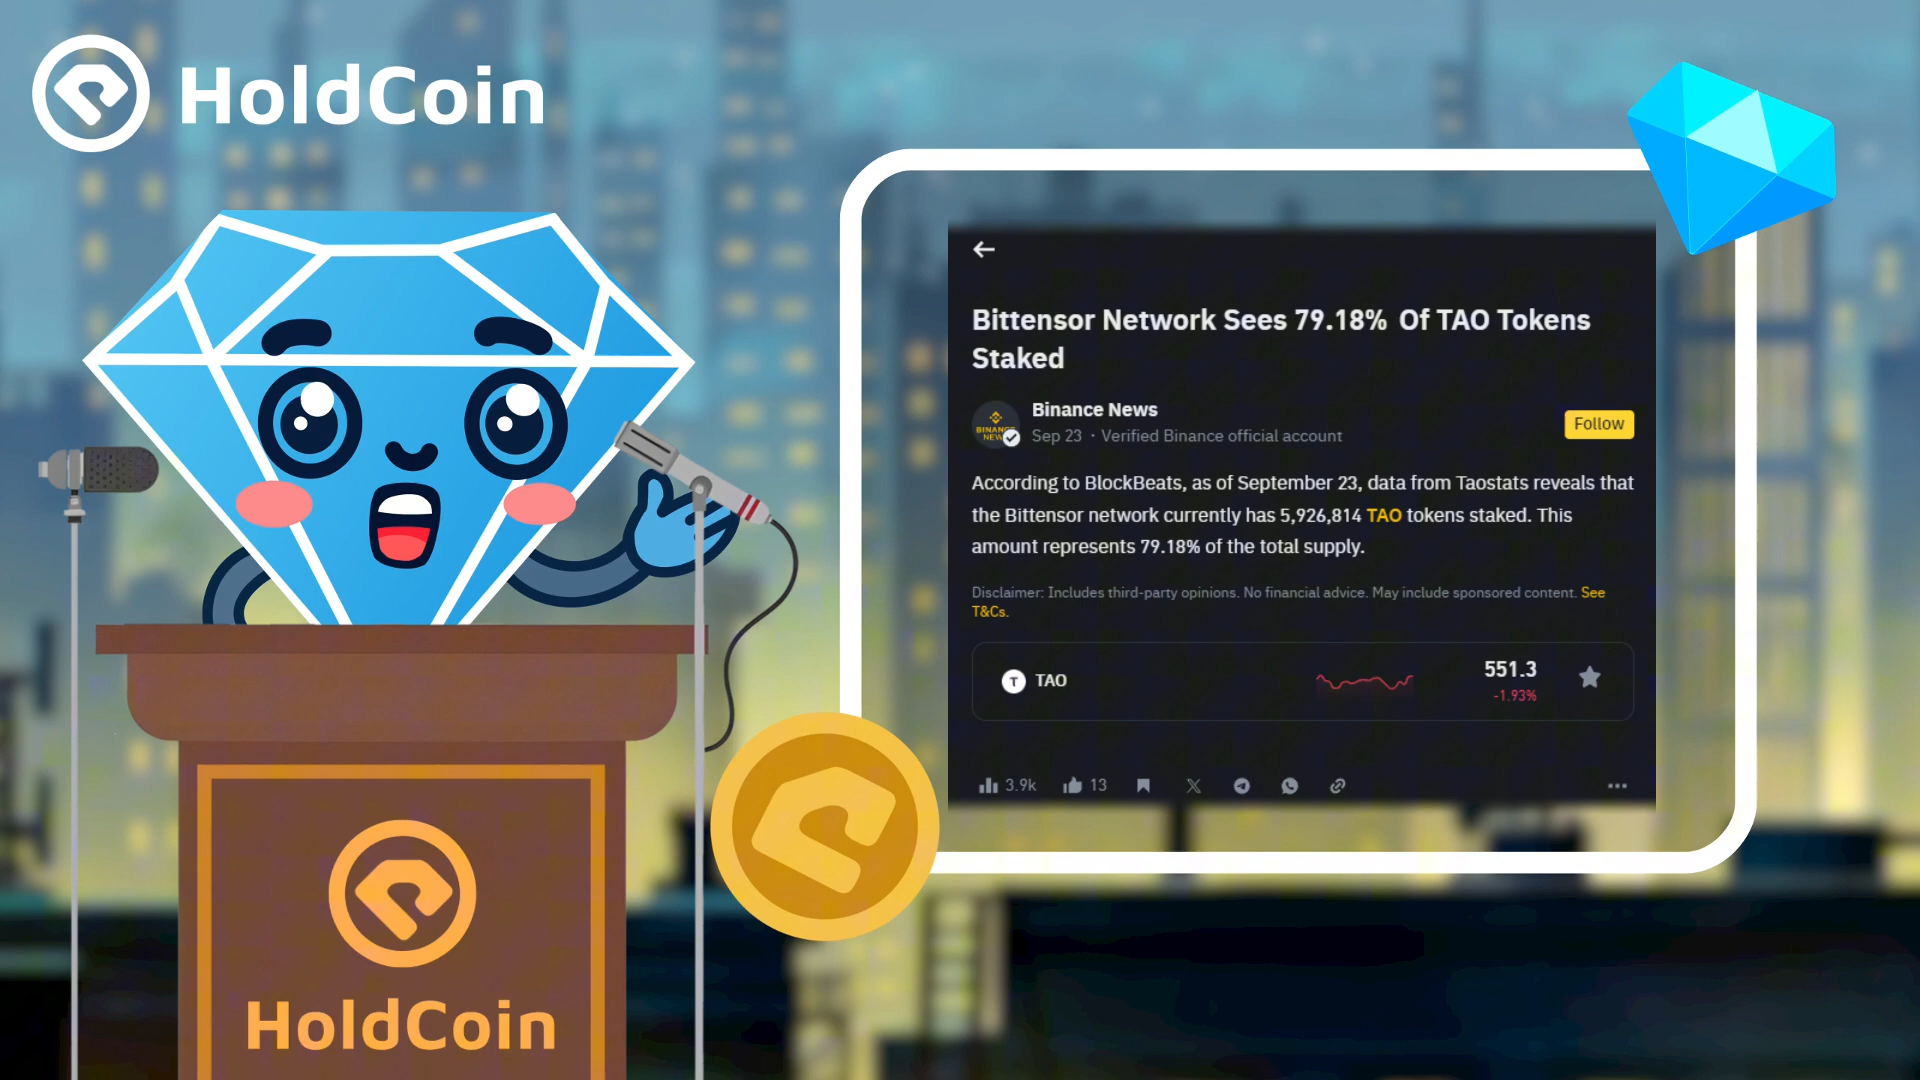 HoldCoin
Bittensor Network Sees 79.18% Of TAO Tokens
Staked
Binance News
BINANCE
NEWS
Sep 23 · Verified Binance official account
Follow
According to BlockBeats, as of September 23, data from Taostats reveals that
the Bittensor network currently has 5,926,814 TAO tokens staked. This
amount represents 79.18% of the total supply.
Disclaimer: Includes third-party opinions. No financial advice. May include sponsored content. See
T&Cs.
T TAO
551.3
-1.93%
3.9k 13
HoldCoin